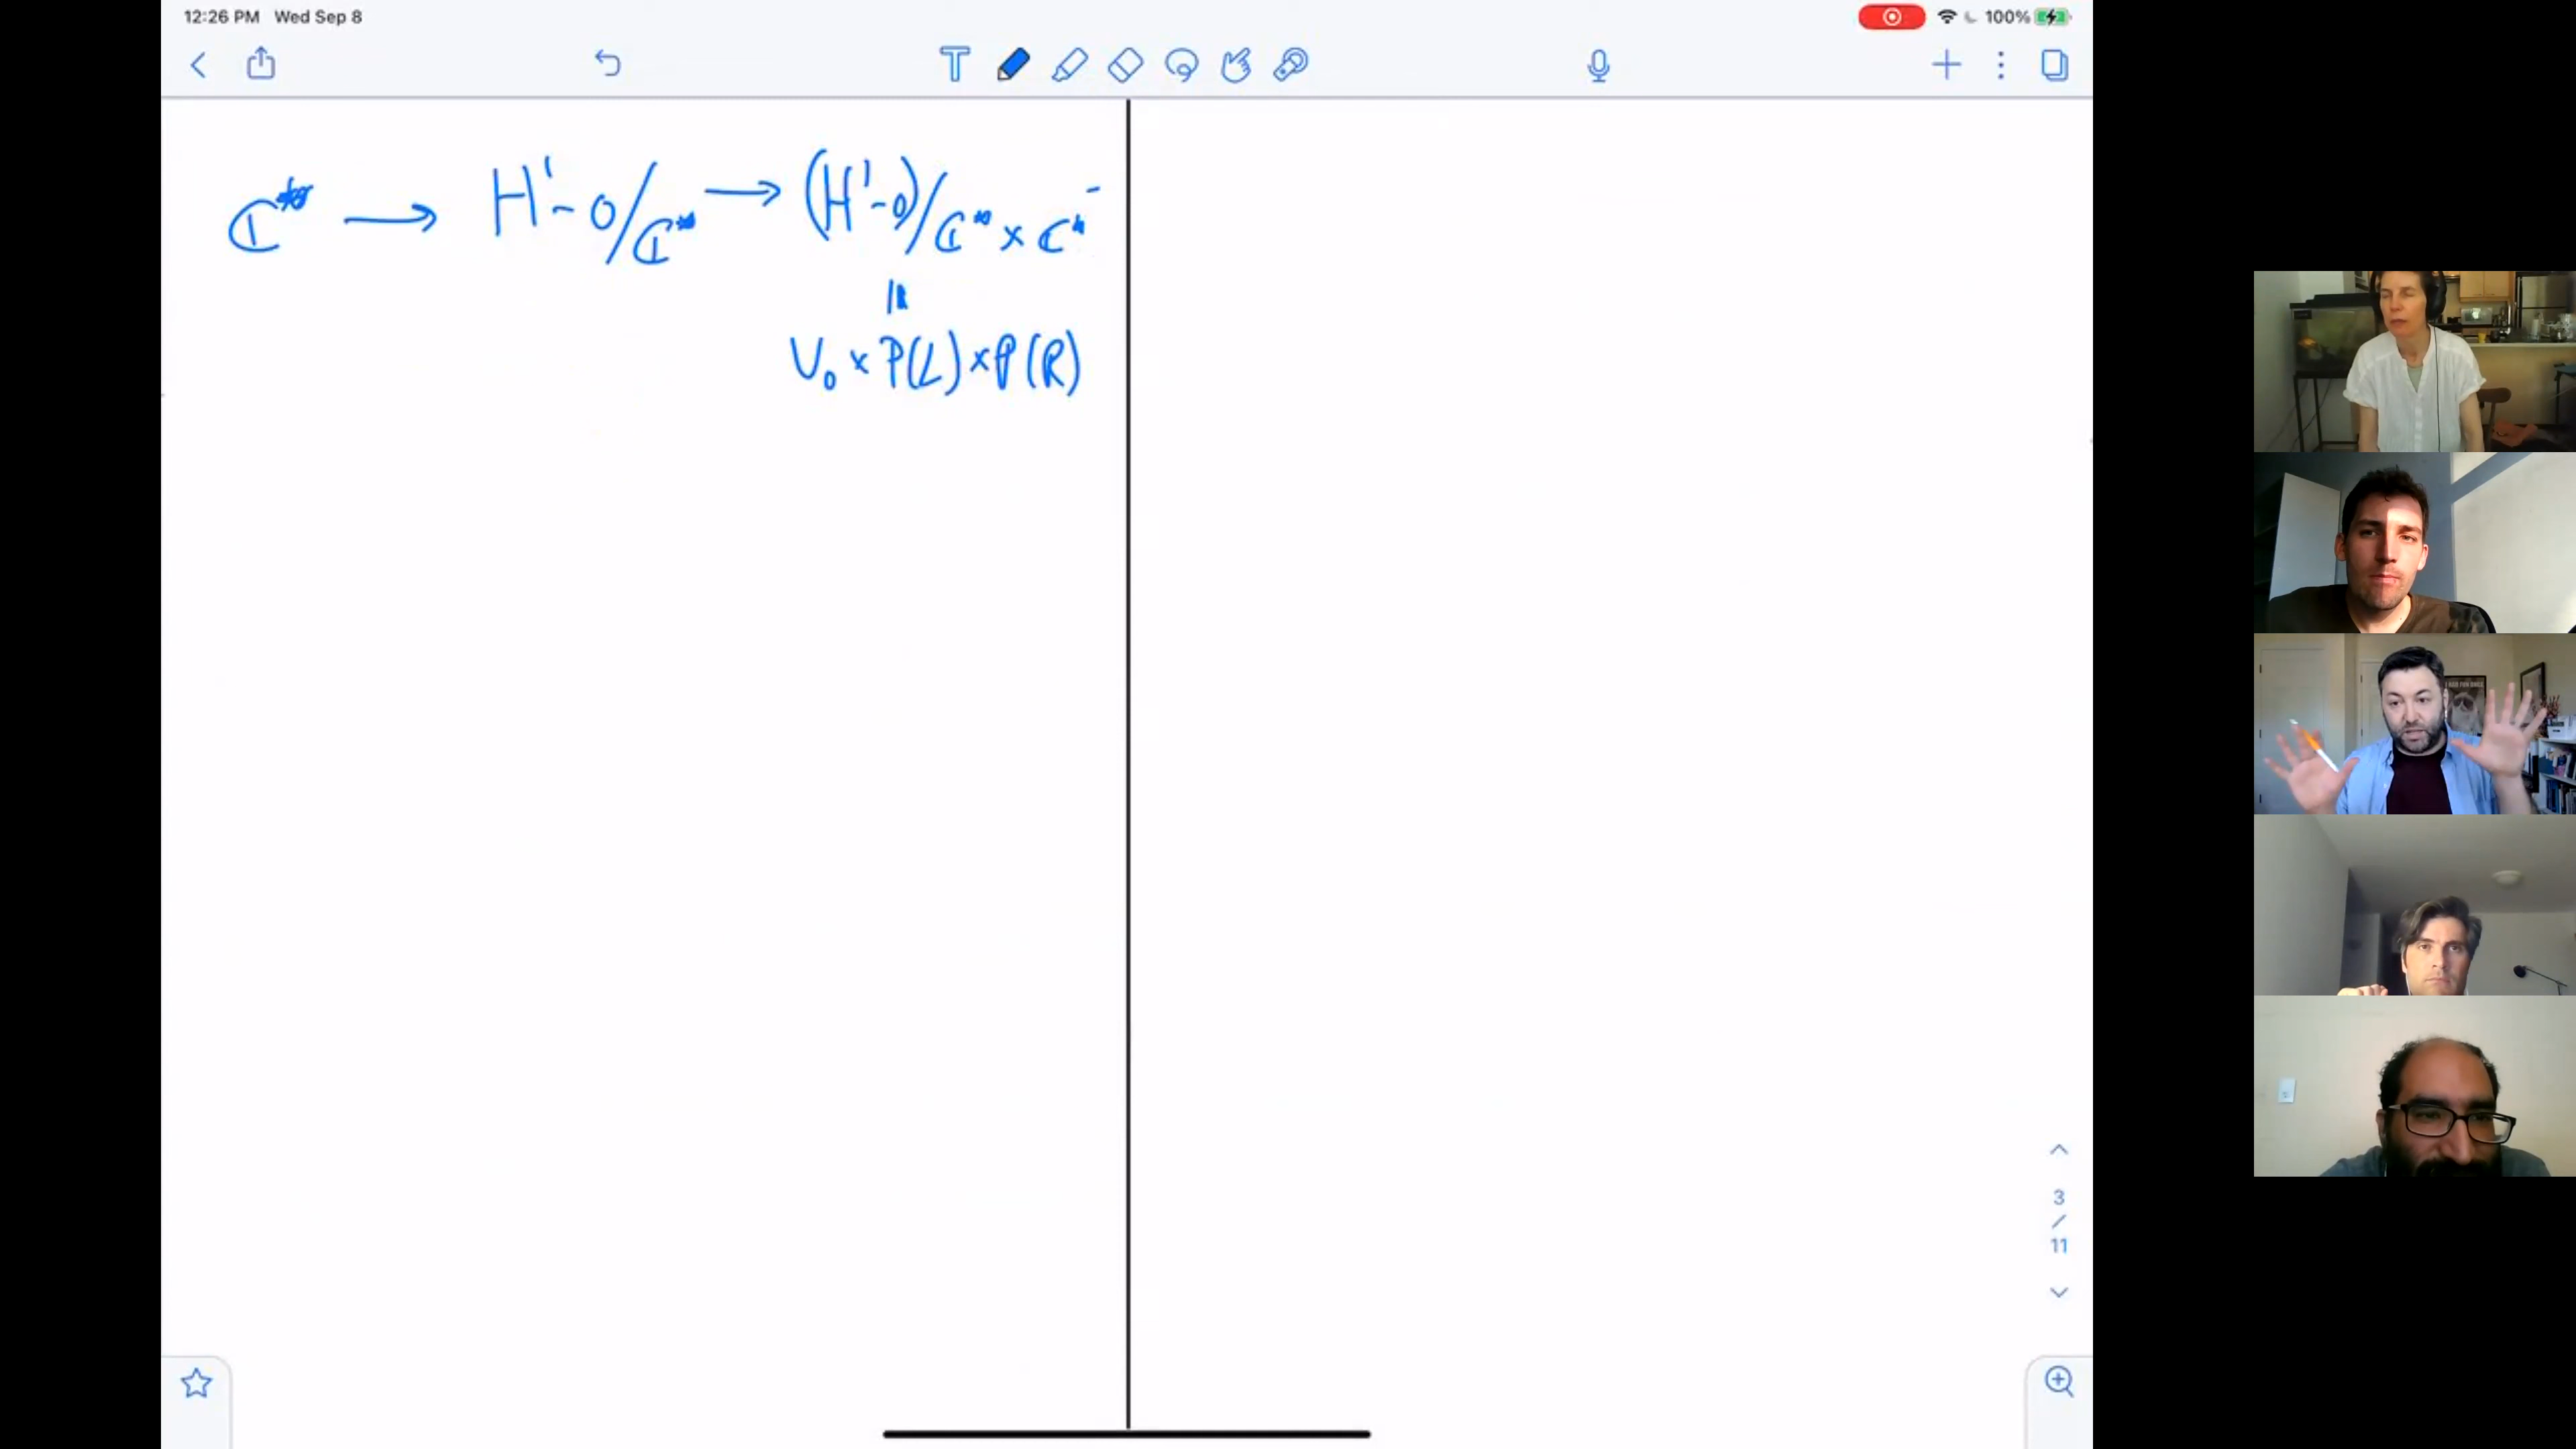 12:26 PM Wed Sep 8
100%
T
ℂ* → H¹-0/ℂ* → (H¹-0)/ℂ* × ℂ*
=
V₀ × P(L) × P(R)
3
/
11